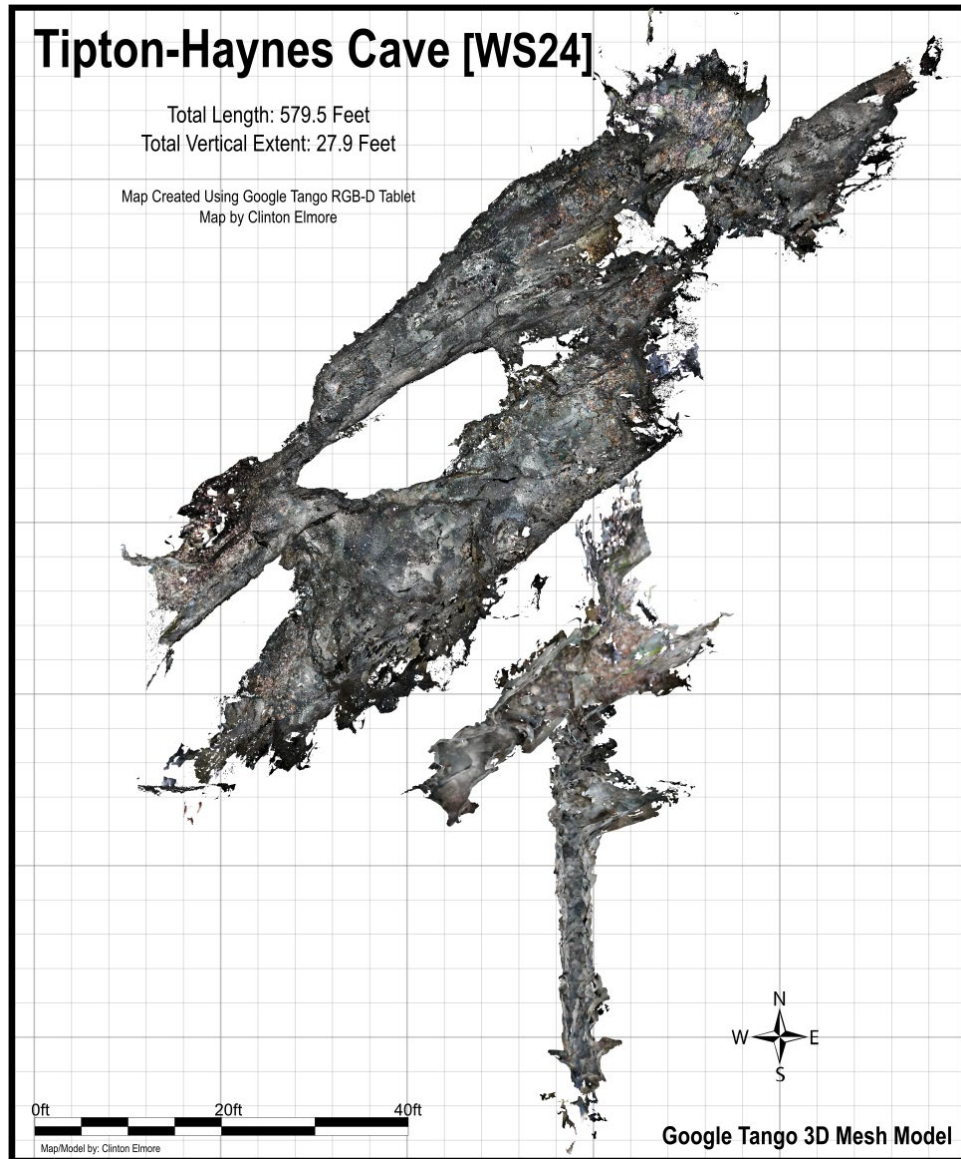 Tipton-Haynes Cave [WS24]
Total Length: 579.5 Feet
Total Vertical Extent: 27.9 Feet
Map Created Using Google Tango RGB-D Tablet
Map by Clinton Elmore
N
W E
S
0ft 20ft 40ft
Map/Model by: Clinton Elmore
Google Tango 3D Mesh Model